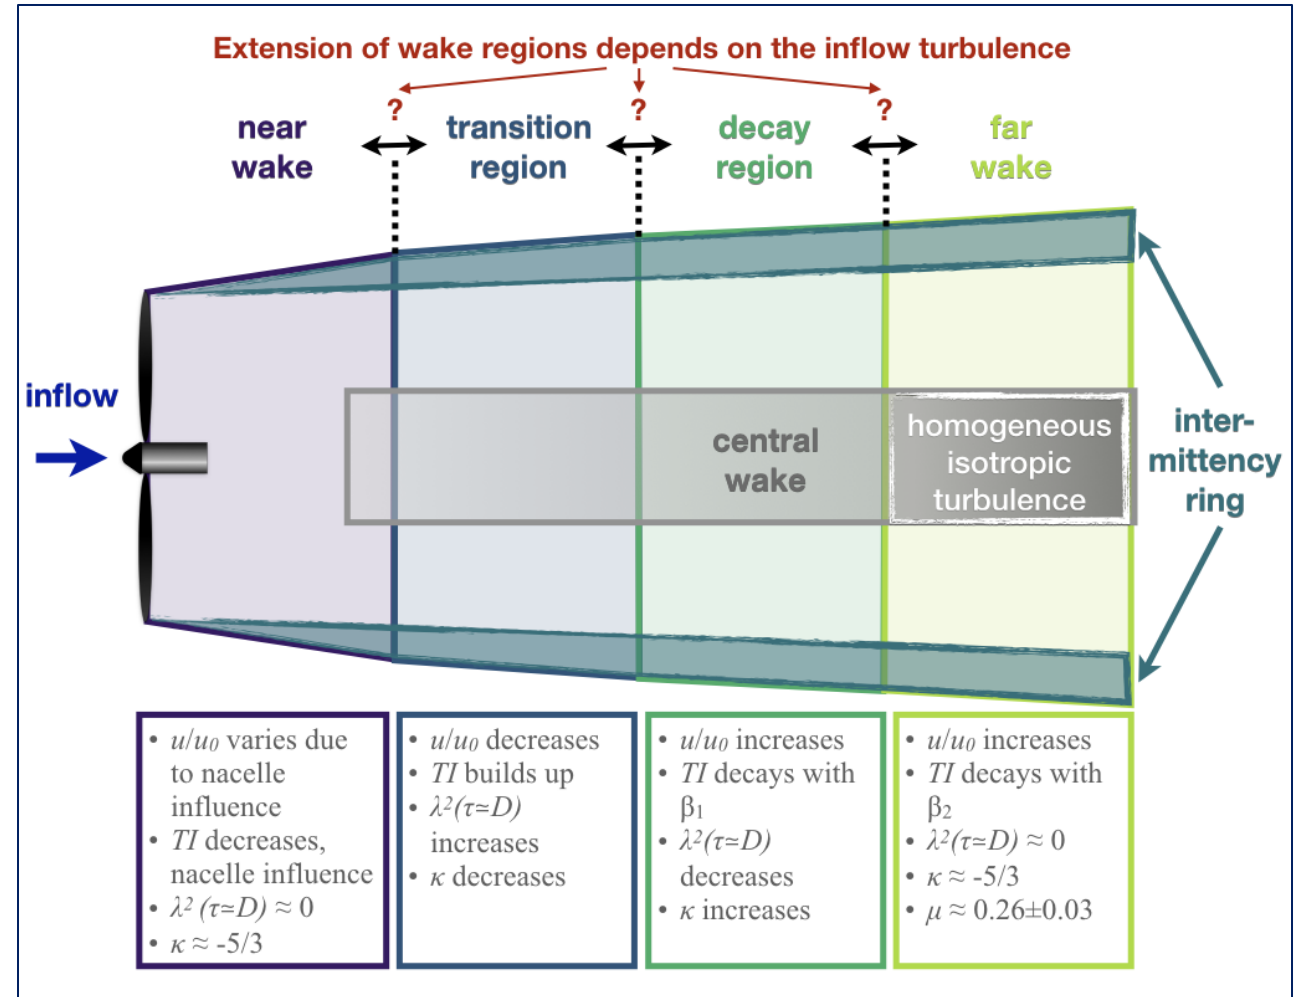 Extension of wake regions depends on the inflow turbulence
? ? ?
near
wake
transition
region
decay
region
far
wake
inflow
central
wake
homogeneous
isotropic
turbulence
inter-
mittency
ring
• u/u₀ varies due
to nacelle
influence
• TI decreases,
nacelle influence
• λ² (τ≃D) ≈ 0
• κ ≈ -5/3
• u/u₀ decreases
• TI builds up
• λ²(τ≃D)
increases
• κ decreases
• u/u₀ increases
• TI decays with
β₁
• λ²(τ≃D)
decreases
• κ increases
• u/u₀ increases
• TI decays with
β₂
• λ²(τ≃D) ≈ 0
• κ ≈ -5/3
• μ ≈ 0.26±0.03